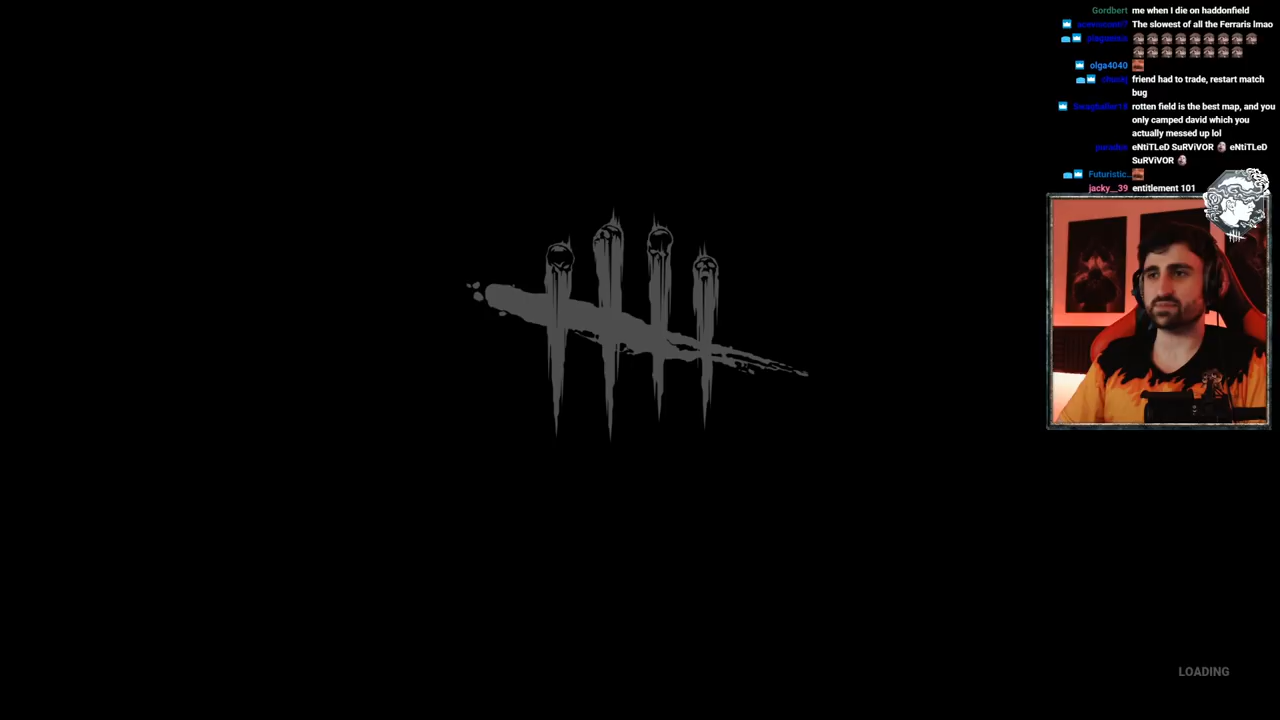 Gordbert me when I die on haddonfield
The slowest of all the Ferraris lmao
olga4040
friend had to trade, restart match
bug
rotten field is the best map, and you
only camped david which you
actually messed up lol
eNtiTLeD SuRViVOR eNtiTLeD
SuRViVOR
Futuristic...
jacky__39 entitlement 101
LOADING